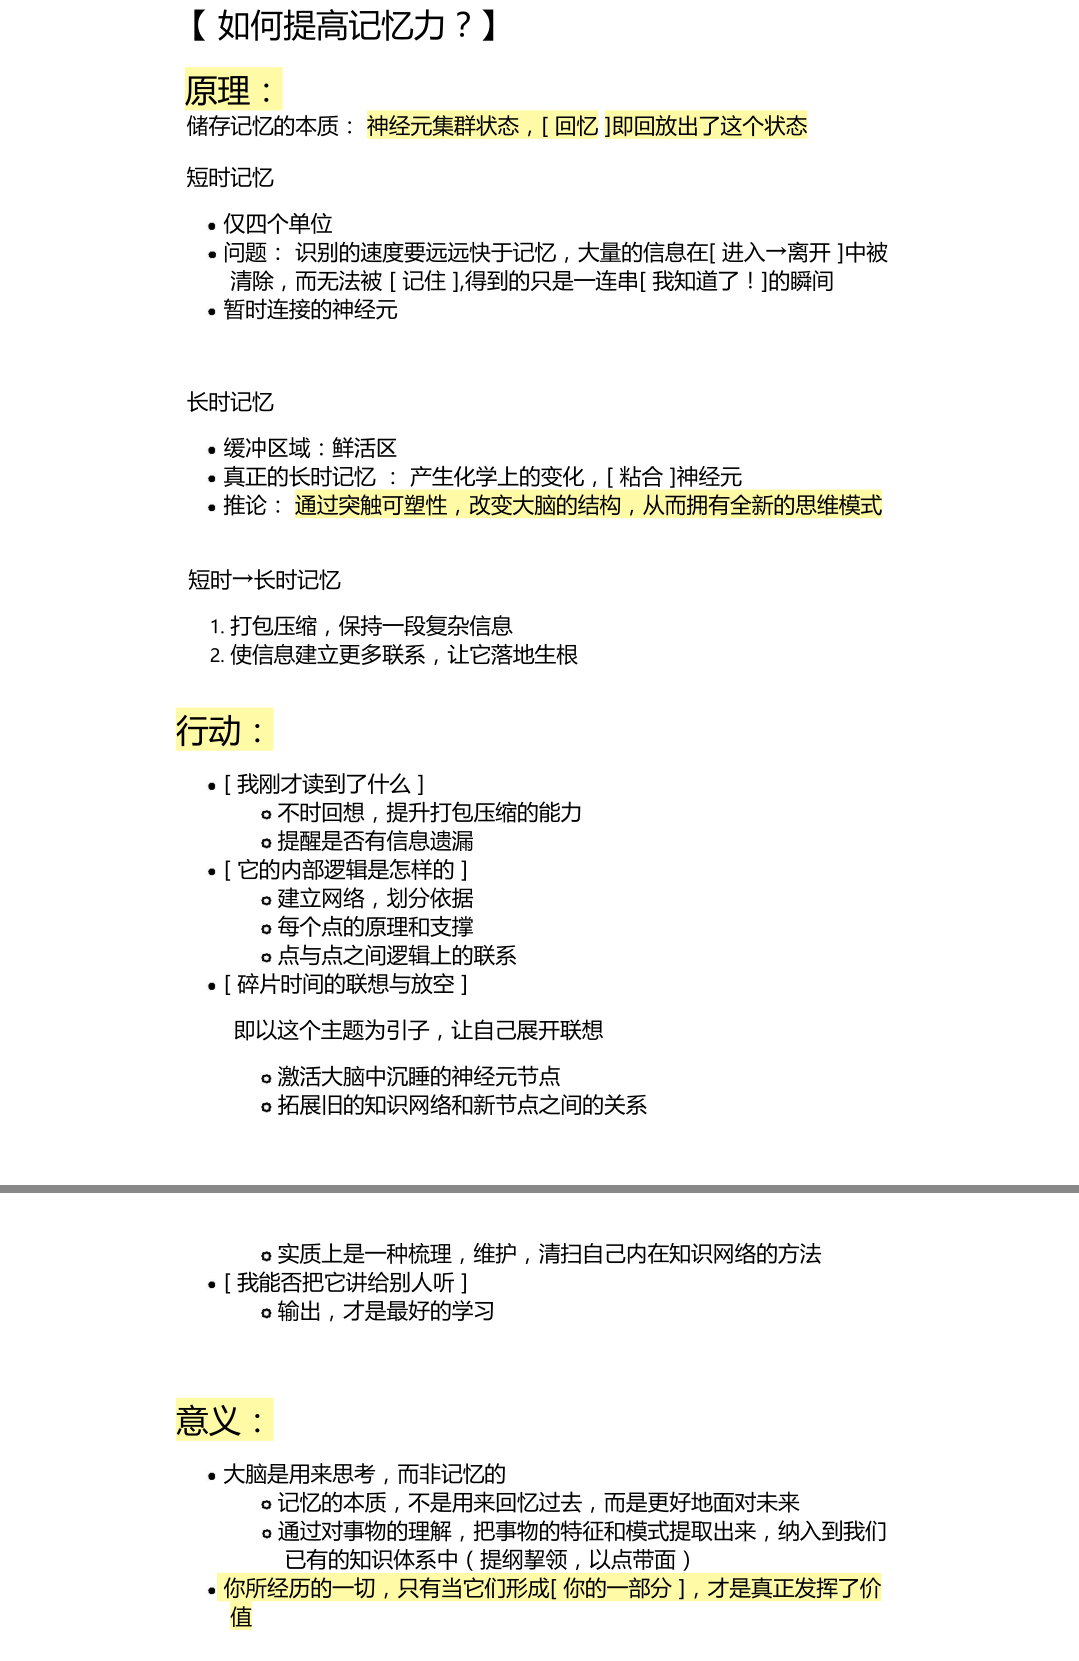 【 如何提高记忆力？】
原理：
储存记忆的本质： 神经元集群状态，[ 回忆 ]即回放出了这个状态
短时记忆
• 仅四个单位
• 问题： 识别的速度要远远快于记忆，大量的信息在[ 进入→离开 ]中被
清除，而无法被 [ 记住 ],得到的只是一连串[ 我知道了！]的瞬间
• 暂时连接的神经元
长时记忆
• 缓冲区域：鲜活区
• 真正的长时记忆 ： 产生化学上的变化，[ 粘合 ]神经元
• 推论： 通过突触可塑性，改变大脑的结构，从而拥有全新的思维模式
短时→长时记忆
1. 打包压缩，保持一段复杂信息
2. 使信息建立更多联系，让它落地生根
行动：
• [ 我刚才读到了什么 ]
○ 不时回想，提升打包压缩的能力
○ 提醒是否有信息遗漏
• [ 它的内部逻辑是怎样的 ]
○ 建立网络，划分依据
○ 每个点的原理和支撑
○ 点与点之间逻辑上的联系
• [ 碎片时间的联想与放空 ]
即以这个主题为引子，让自己展开联想
○ 激活大脑中沉睡的神经元节点
○ 拓展旧的知识网络和新节点之间的关系
○ 实质上是一种梳理，维护，清扫自己内在知识网络的方法
• [ 我能否把它讲给别人听 ]
○ 输出，才是最好的学习
意义：
• 大脑是用来思考，而非记忆的
○ 记忆的本质，不是用来回忆过去，而是更好地面对未来
○ 通过对事物的理解，把事物的特征和模式提取出来，纳入到我们
已有的知识体系中（提纲挈领，以点带面）
• 你所经历的一切，只有当它们形成[ 你的一部分 ]，才是真正发挥了价
值